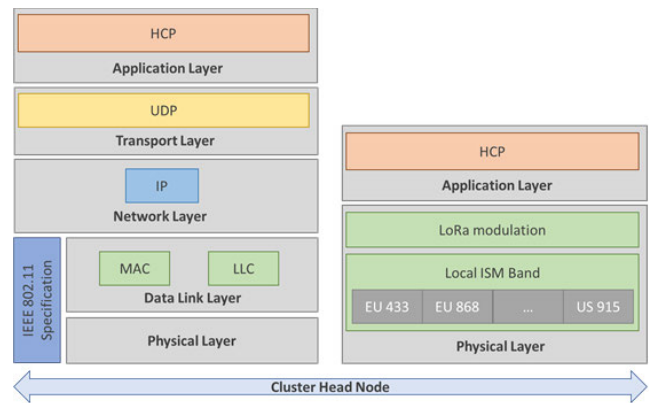 HCP
Application Layer
UDP
Transport Layer
IP
Network Layer
IEEE 802.11
Specification
MAC
LLC
Data Link Layer
Physical Layer
HCP
Application Layer
LoRa modulation
Local ISM Band
EU 433
EU 868
...
US 915
Physical Layer
Cluster Head Node